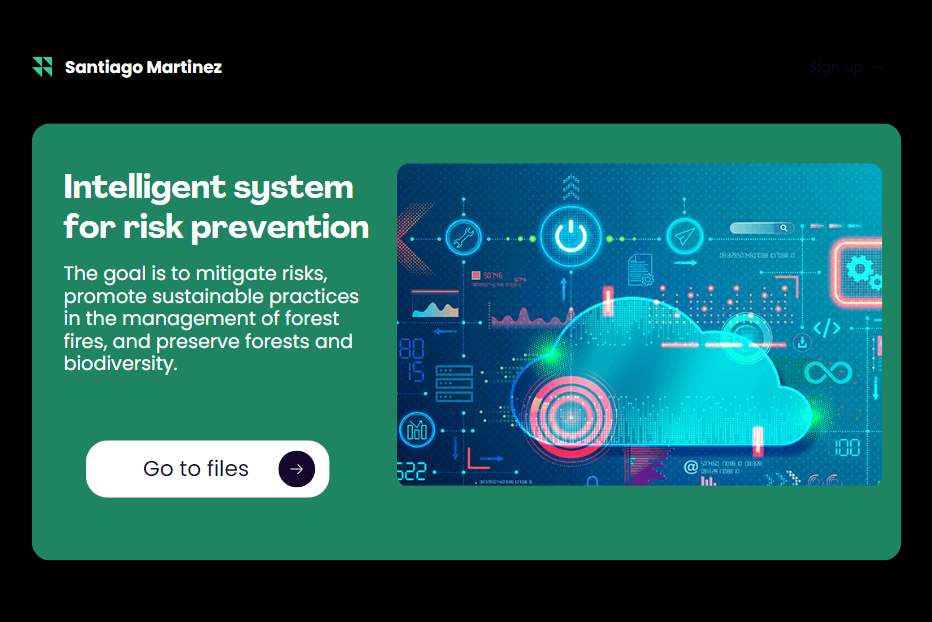 Santiago Martinez
Sign up →
Intelligent system
for risk prevention
The goal is to mitigate risks,
promote sustainable practices
in the management of forest
fires, and preserve forests and
biodiversity.
Go to files →
</>
80
15
100
@